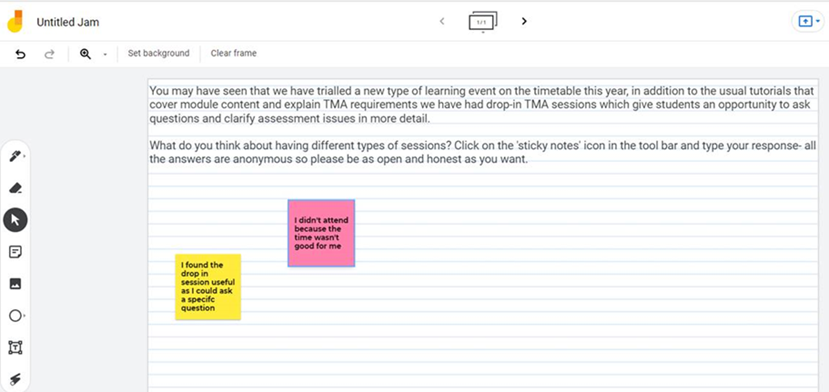 Untitled Jam
1/1
Set background
Clear frame
You may have seen that we have trialled a new type of learning event on the timetable this year, in addition to the usual tutorials that
cover module content and explain TMA requirements we have had drop-in TMA sessions which give students an opportunity to ask
questions and clarify assessment issues in more detail.
What do you think about having different types of sessions? Click on the 'sticky notes' icon in the tool bar and type your response- all
the answers are anonymous so please be as open and honest as you want.
I didn't attend
because the
time wasn't
good for me
I found the
drop in
session useful
as I could ask
a specifc
question